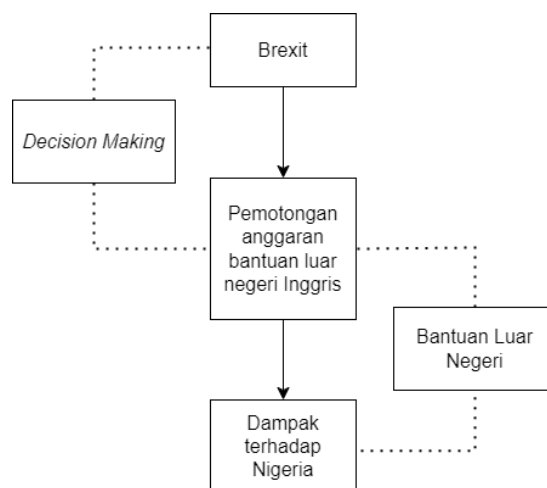 Brexit
Decision Making
Pemotongan
anggaran
bantuan luar
negeri Inggris
Bantuan Luar
Negeri
Dampak
terhadap
Nigeria